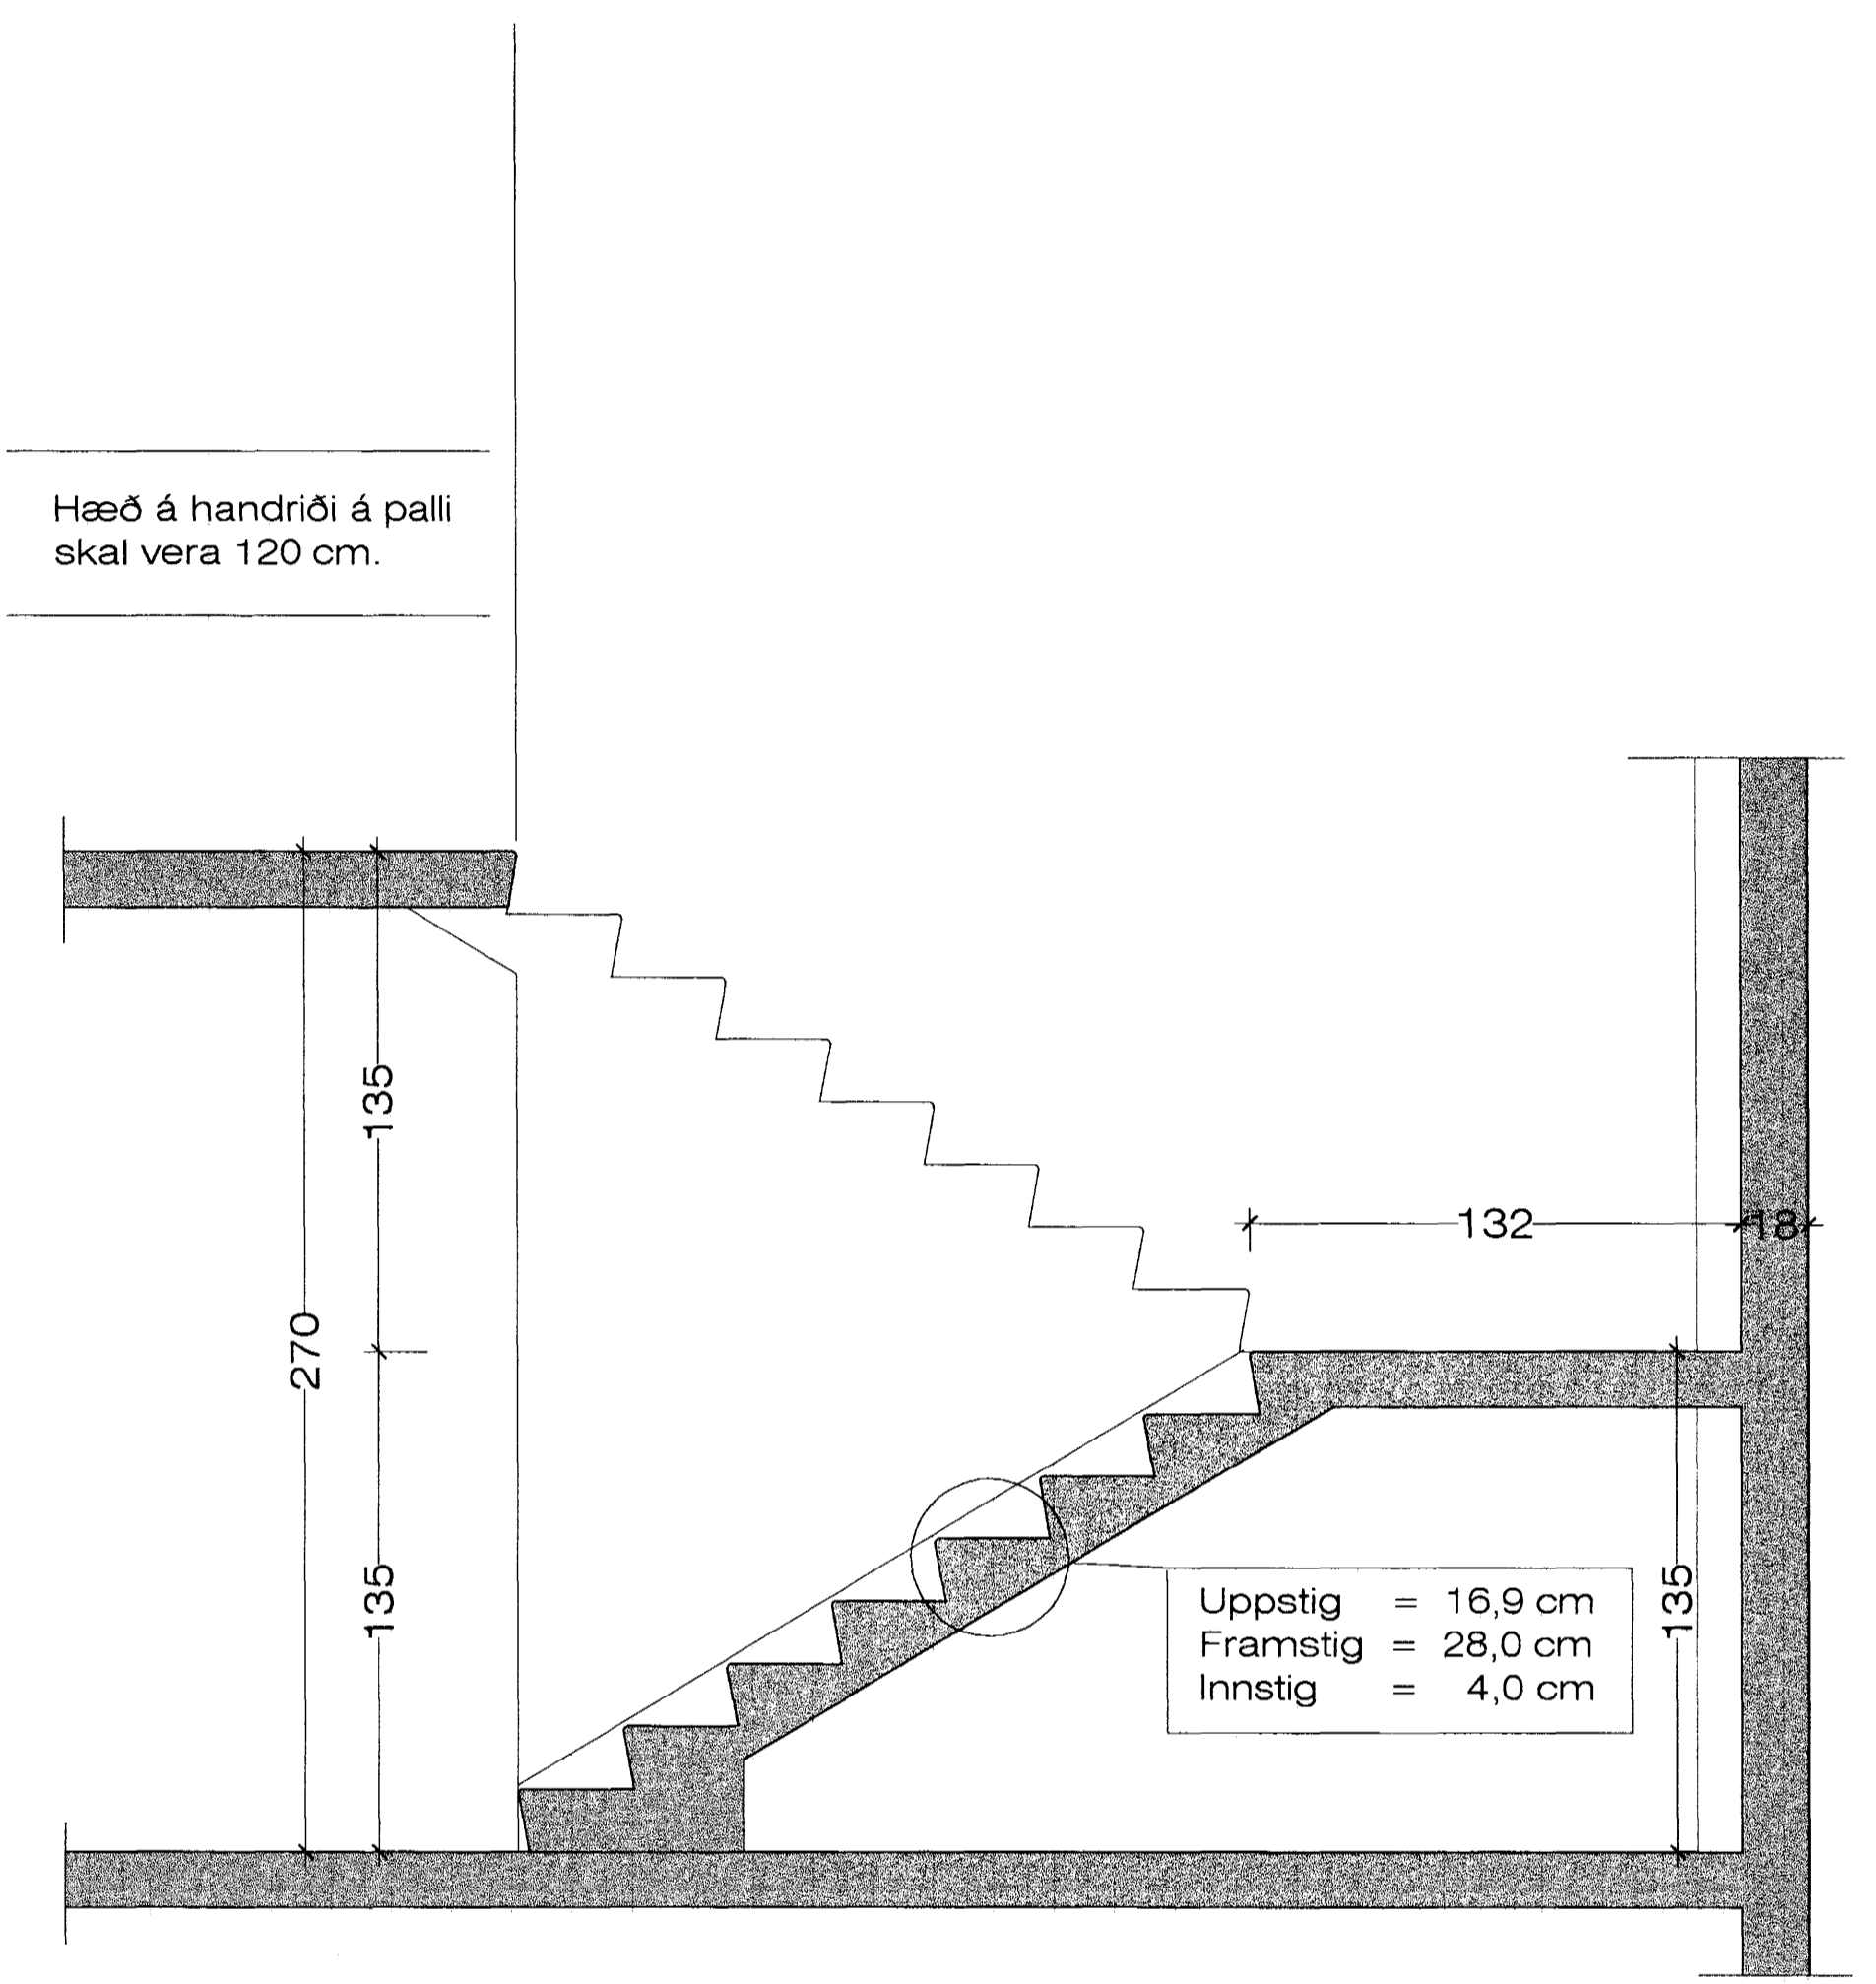 Hæð á handriði á palli
skal vera 120 cm.
135
132
18
270
135
135
Uppstig = 16,9 cm
Framstig = 28,0 cm
Innstig = 4,0 cm